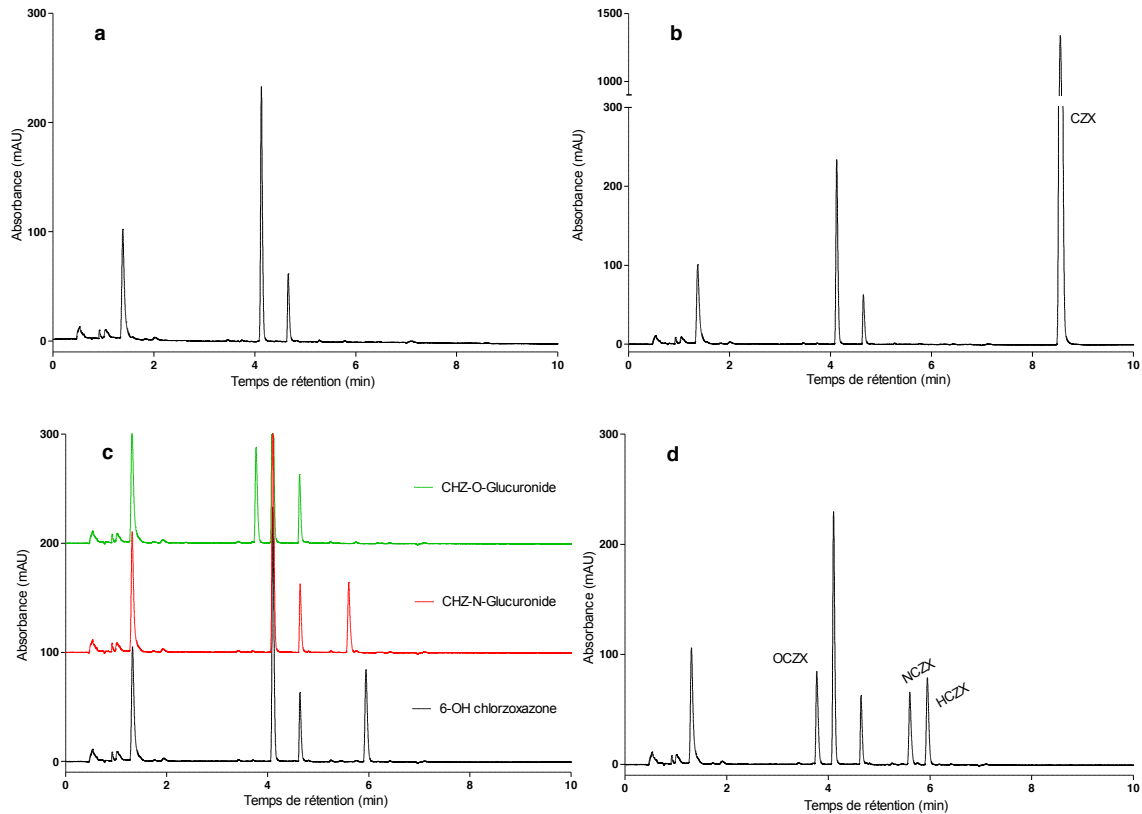 a
300
200
100
0
Absorbance (mAU)
0 2 4 6 8 10
Temps de rétention (min)
b
1500
1000
300
200
100
0
Absorbance (mAU)
CZX
0 2 4 6 8 10
Temps de rétention (min)
c
300
200
100
0
Absorbance (mAU)
CHZ-O-Glucuronide
CHZ-N-Glucuronide
6-OH chlorzoxazone
0 2 4 6 8 10
Temps de rétention (min)
d
300
200
100
0
Absorbance (mAU)
OCZX
NCZX
HCZX
0 2 4 6 8 10
Temps de rétention (min)